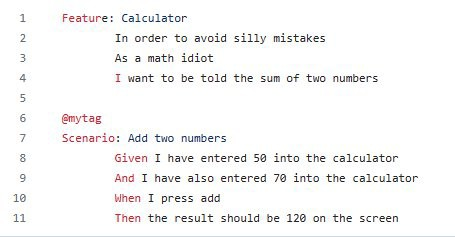 1 Feature: Calculator
2 In order to avoid silly mistakes
3 As a math idiot
4 I want to be told the sum of two numbers
5
6 @mytag
7 Scenario: Add two numbers
8 Given I have entered 50 into the calculator
9 And I have also entered 70 into the calculator
10 When I press add
11 Then the result should be 120 on the screen